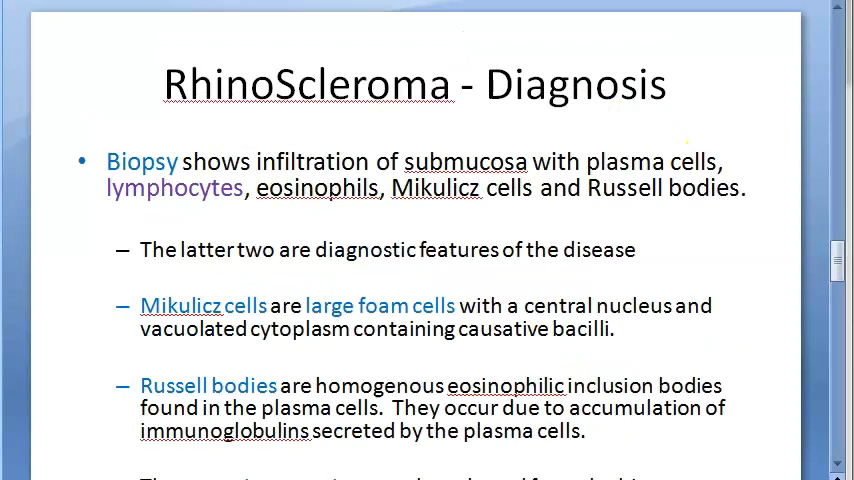 RhinoScleroma - Diagnosis
• Biopsy shows infiltration of submucosa with plasma cells,
lymphocytes, eosinophils, Mikulicz cells and Russell bodies.
– The latter two are diagnostic features of the disease
– Mikulicz cells are large foam cells with a central nucleus and
vacuolated cytoplasm containing causative bacilli.
– Russell bodies are homogenous eosinophilic inclusion bodies
found in the plasma cells. They occur due to accumulation of
immunoglobulins secreted by the plasma cells.